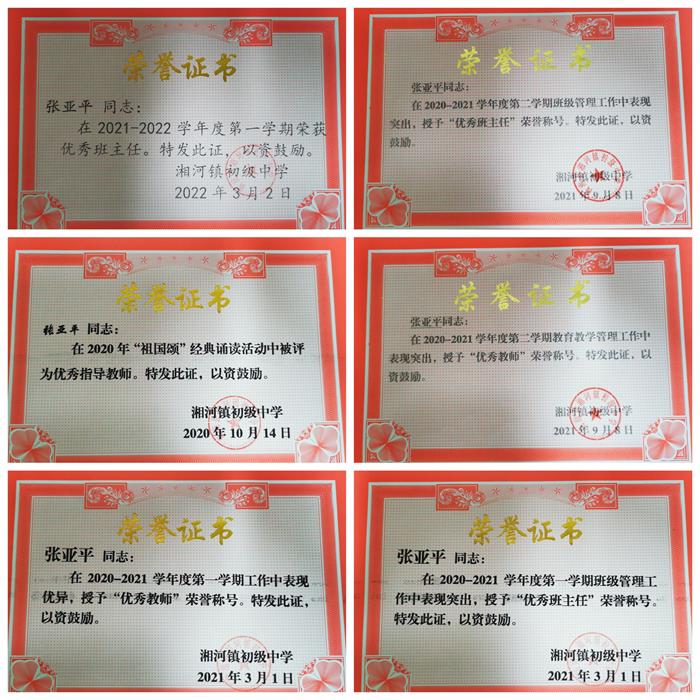 荣誉证书
张亚平 同志：
在 2021-2022 学年度第一学期荣获
优秀班主任。特发此证，以资鼓励。
湘河镇初级中学
2022 年 3 月 2 日
荣誉证书
张亚平同志：
在 2020-2021 学年度第二学期班级管理工作中表现
突出，授予“优秀班主任”荣誉称号。特发此证，以资
鼓励。
湘河镇初级中学
2021 年 9 月 8 日
荣誉证书
张亚平 同志：
在 2020 年“祖国颂”经典诵读活动中被评
为优秀指导教师。特发此证，以资鼓励。
湘河镇初级中学
2020 年 10 月 14 日
荣誉证书
张亚平同志：
在 2020-2021 学年度第二学期教育教学管理工作中
表现突出，授予“优秀教师”荣誉称号。特发此证，以
资鼓励。
湘河镇初级中学
2021 年 9 月 8 日
荣誉证书
张亚平 同志：
在 2020-2021 学年度第一学期工作中表现
优异，授予“优秀教师”荣誉称号。特发此证，
以资鼓励。
湘河镇初级中学
2021 年 3 月 1 日
荣誉证书
张亚平 同志：
在 2020-2021 学年度第一学期班级管理工
作中表现突出，授予“优秀班主任”荣誉称号。
特发此证，以资鼓励。
湘河镇初级中学
2021 年 3 月 1 日